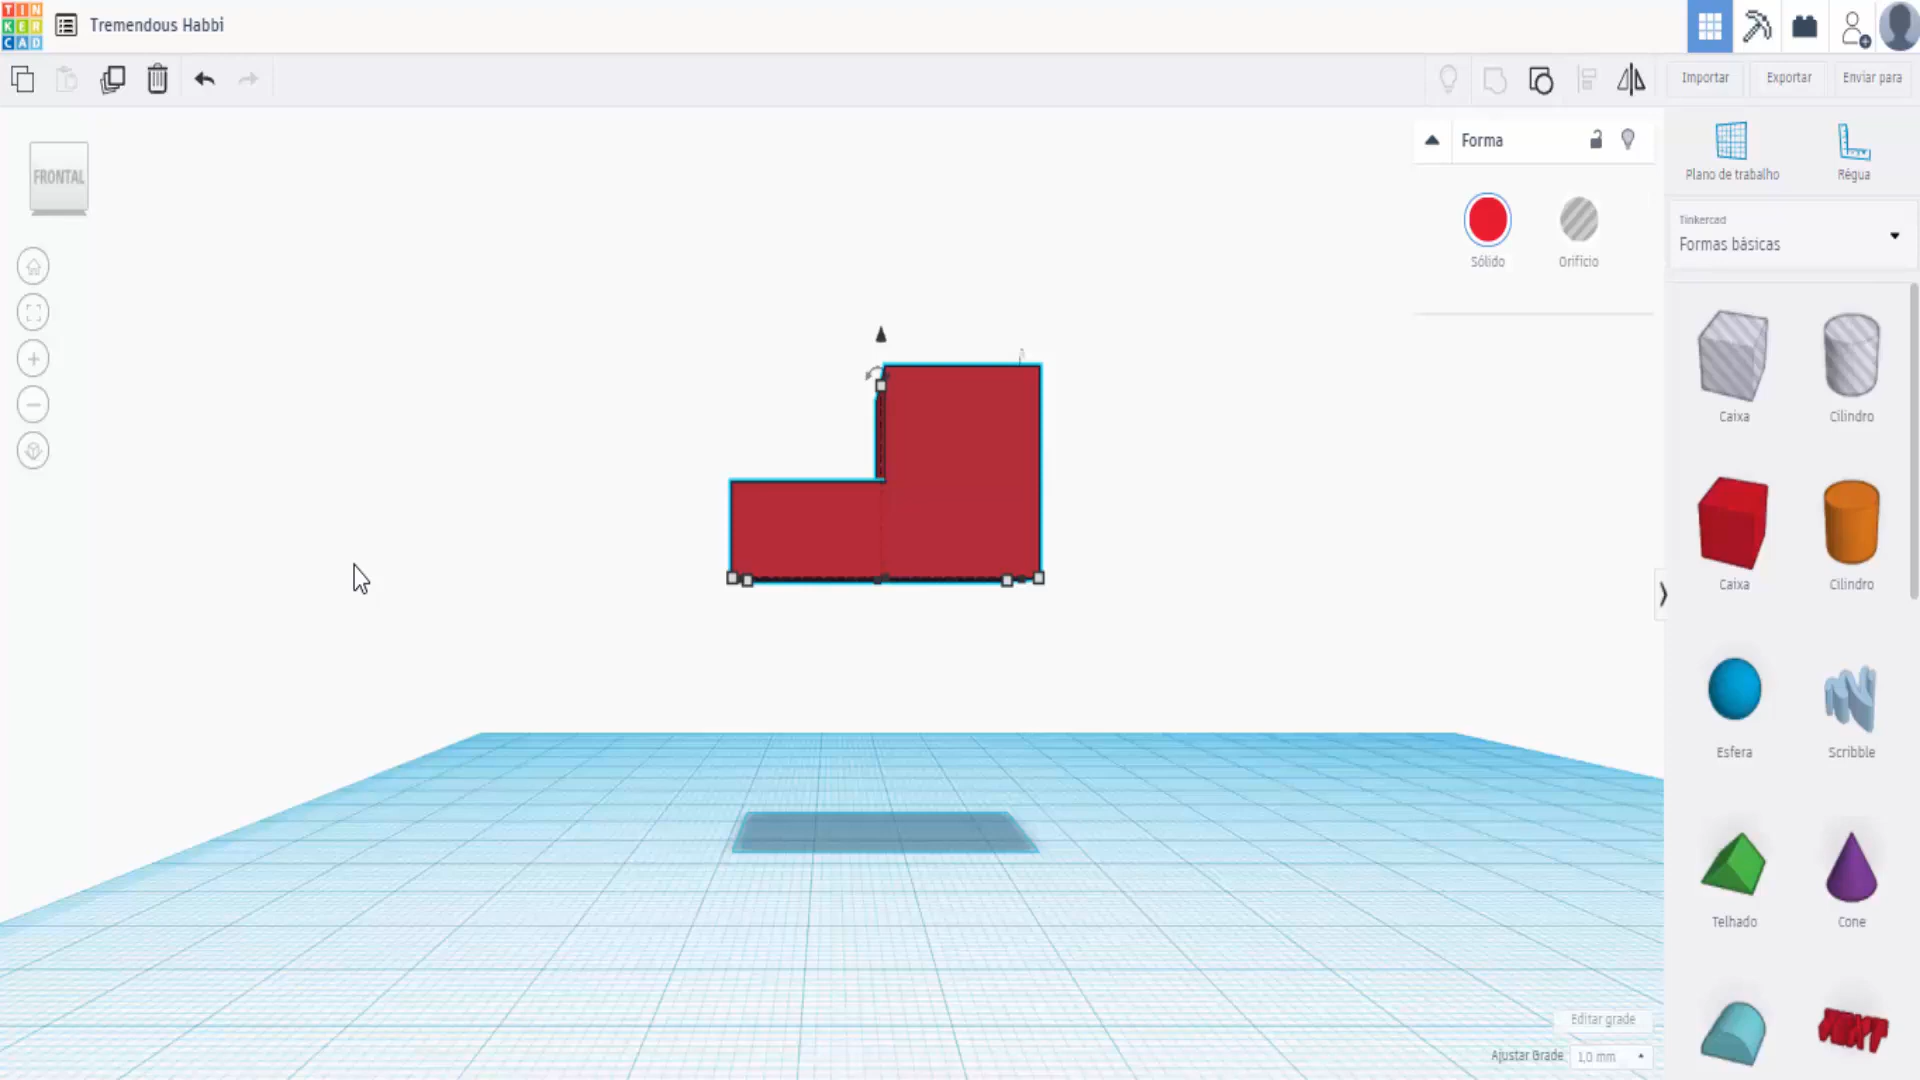 TIN
KER
CAD
Tremendous Habbi
Importar
Exportar
Enviar para
FRONTAL
Forma
Sólido
Orifício
Plano de trabalho
Régua
Tinkercad
Formas básicas
Caixa
Cilindro
Caixa
Cilindro
Esfera
Scribble
Telhado
Cone
TEXT
Editar grade
Ajustar Grade
1,0 mm